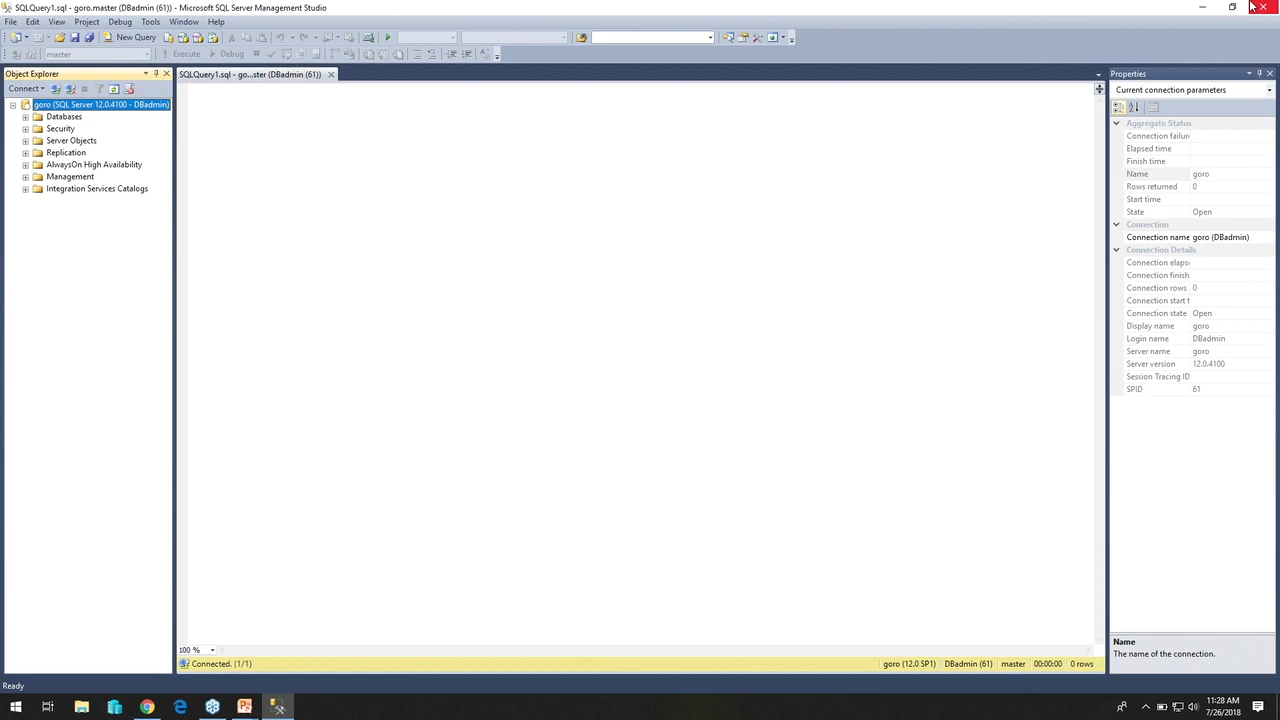 SQLQuery1.sql - goro.master (DBadmin (61)) - Microsoft SQL Server Management Studio
File Edit View Project Debug Tools Window Help
New Query
master Execute Debug
Object Explorer
SQLQuery1.sql - go...ster (DBadmin (61))
Properties
Connect
Current connection parameters
goro (SQL Server 12.0.4100 - DBadmin)
Databases
Security
Server Objects
Replication
AlwaysOn High Availability
Management
Integration Services Catalogs
Aggregate Status
Connection failure
Elapsed time
Finish time
Name goro
Rows returned 0
Start time
State Open
Connection
Connection name goro (DBadmin)
Connection Details
Connection elaps
Connection finish
Connection rows 0
Connection start t
Connection state Open
Display name goro
Login name DBadmin
Server name goro
Server version 12.0.4100
Session Tracing ID
SPID 61
Name
The name of the connection.
100 %
Connected. (1/1)
goro (12.0 SP1) DBadmin (61) master 00:00:00 0 rows
Ready
11:28 AM
7/26/2018